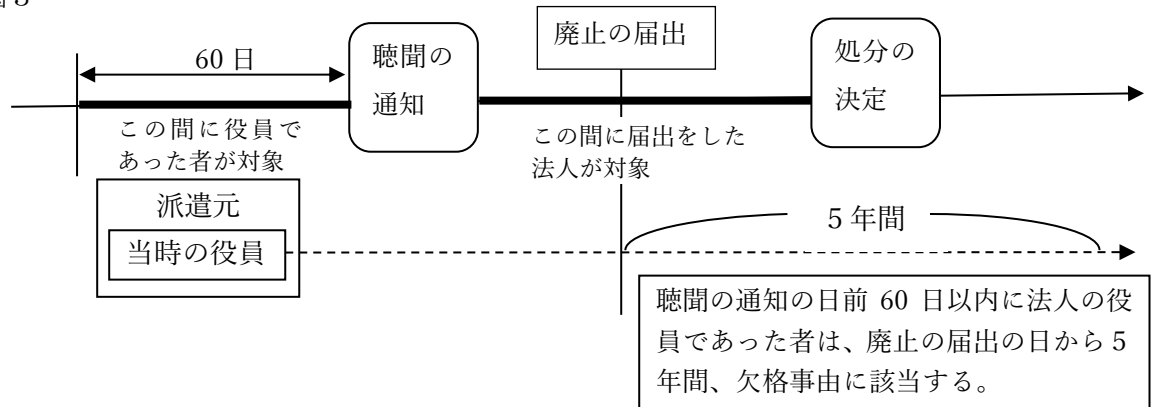 60 日
聴聞の
通知
廃止の届出
処分の
決定
この間に役員で
あった者が対象
この間に届出をした
法人が対象
派遣元
当時の役員
5 年間
聴聞の通知の日前 60 日以内に法人の役
員であった者は、廃止の届出の日から 5
年間、欠格事由に該当する。